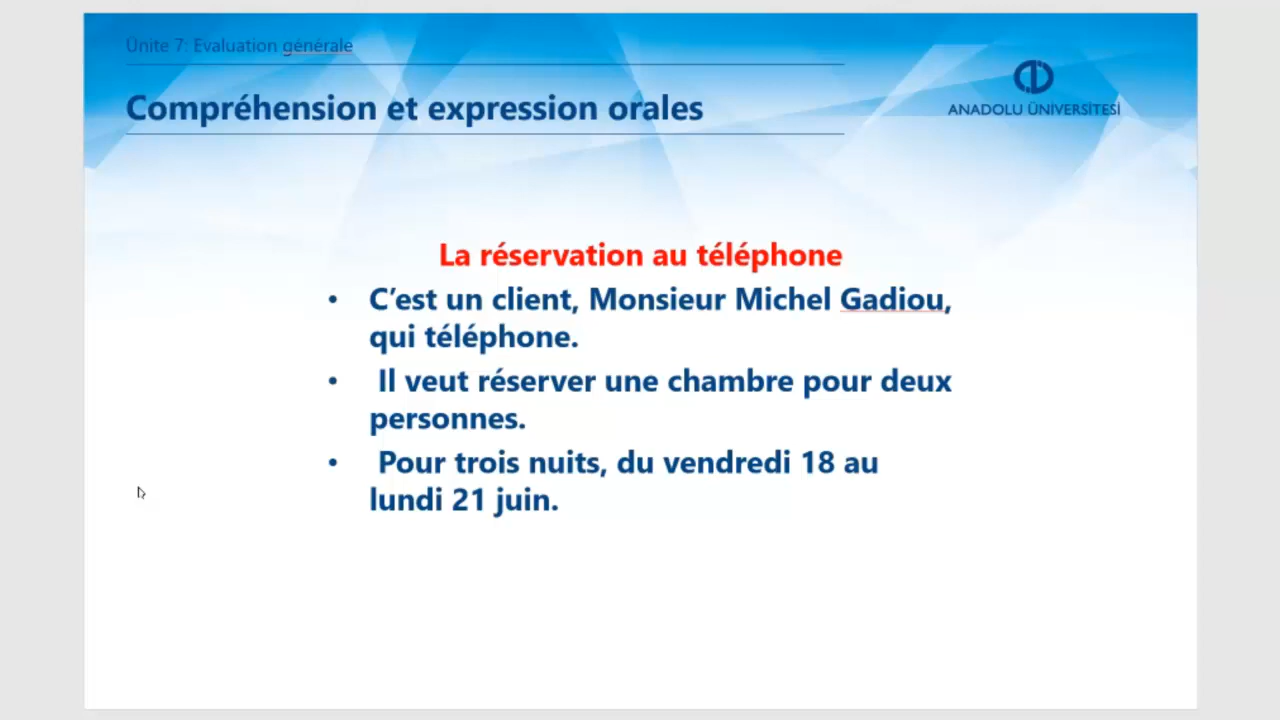 Ünite 7: Evaluation générale
Compréhension et expression orales
ANADOLU ÜNİVERSİTESİ
La réservation au téléphone
• C’est un client, Monsieur Michel Gadiou,
qui téléphone.
• Il veut réserver une chambre pour deux
personnes.
• Pour trois nuits, du vendredi 18 au
lundi 21 juin.